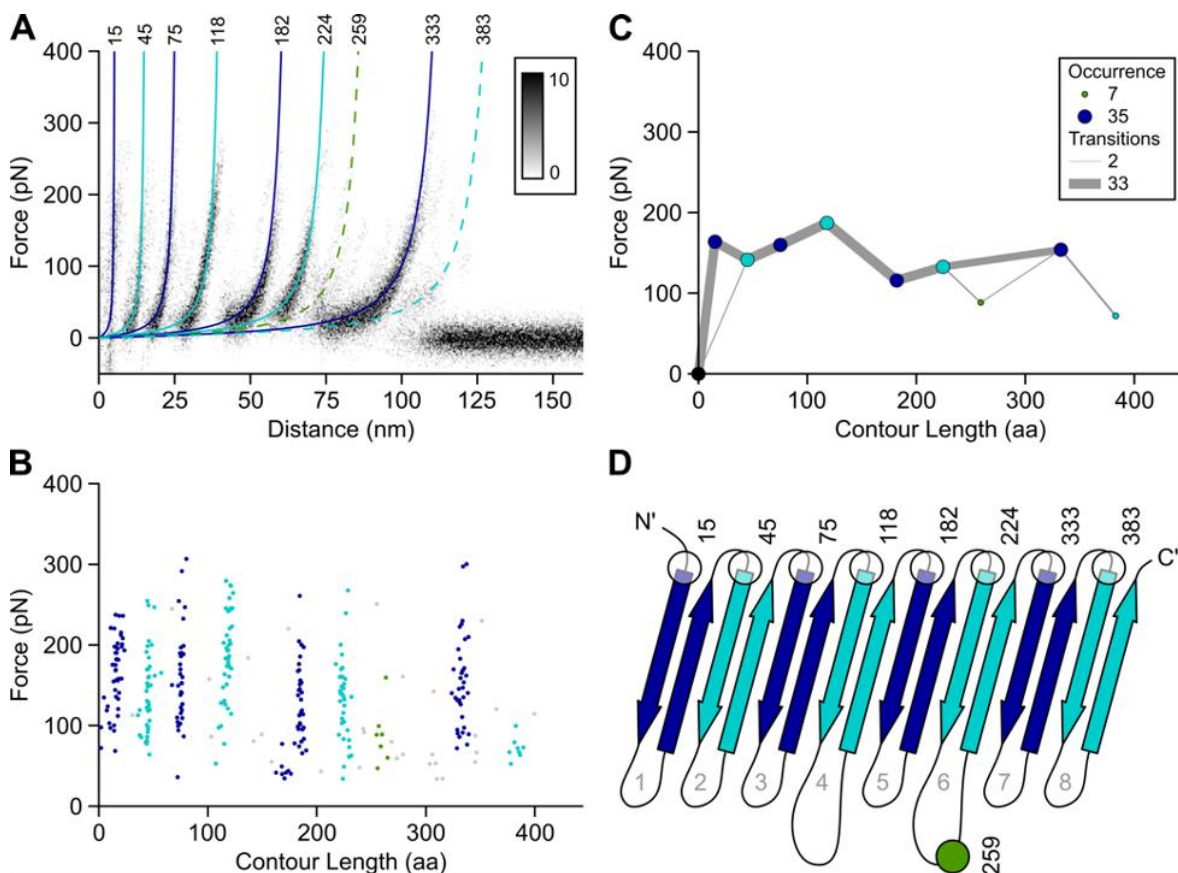 A
15 45 75 118 182 224 259 333 383
400
300
200
100
0
Force (pN)
10
0
0 25 50 75 100 125 150
Distance (nm)
C
400
300
200
100
0
Force (pN)
Occurrence
7
35
Transitions
2
33
0 100 200 300 400
Contour Length (aa)
B
400
300
200
100
0
Force (pN)
0 100 200 300 400
Contour Length (aa)
D
N' 15 45 75 118 182 224 333 383 C'
1 2 3 4 5 6 7 8
259